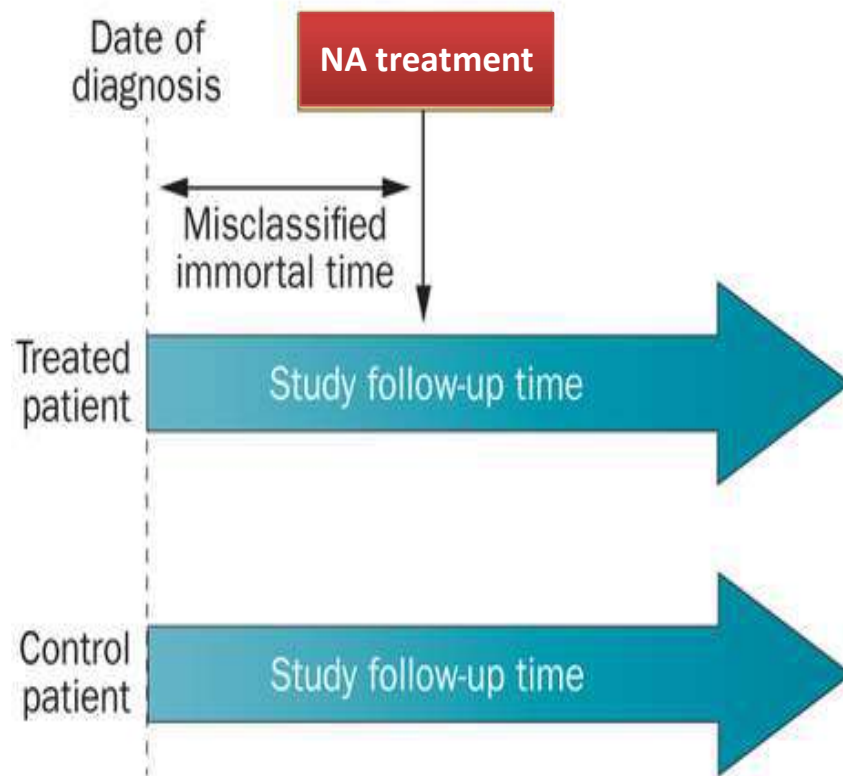 Date of
diagnosis
NA treatment
Misclassified
immortal time
Treated
patient
Study follow-up time
Control
patient
Study follow-up time